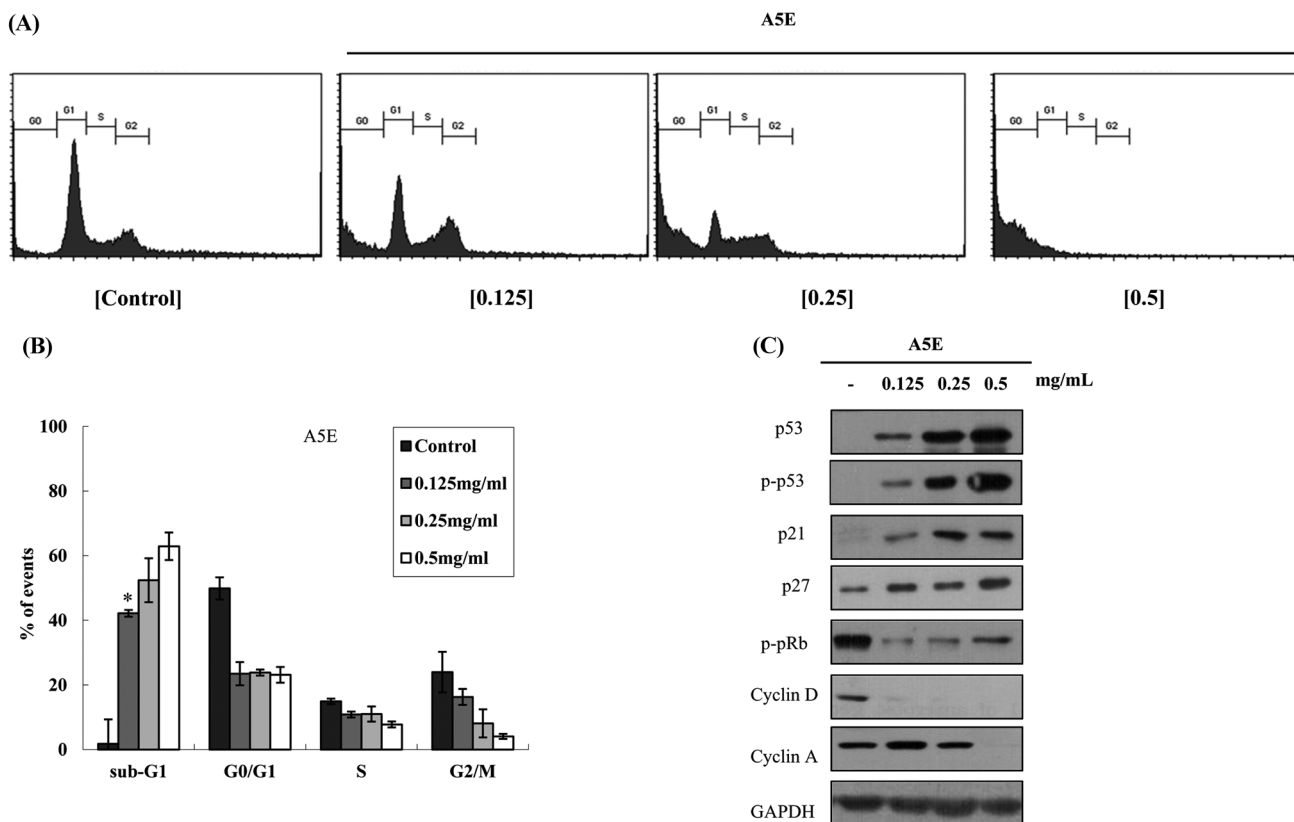 (A)
A5E
G0 G1 S G2
G0 G1 S G2
G0 G1 S G2
G0 G1 S G2
[Control] [0.125] [0.25] [0.5]
(B)
A5E
% of events
100
80
60
40
20
0
*
Control
0.125mg/ml
0.25mg/ml
0.5mg/ml
sub-G1 G0/G1 S G2/M
(C)
A5E
- 0.125 0.25 0.5 mg/mL
p53
p-p53
p21
p27
p-pRb
Cyclin D
Cyclin A
GAPDH